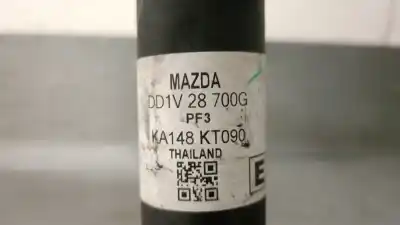 MAZDA
DD1V 28 700G
PF3
KA148 KT090
THAILAND
E